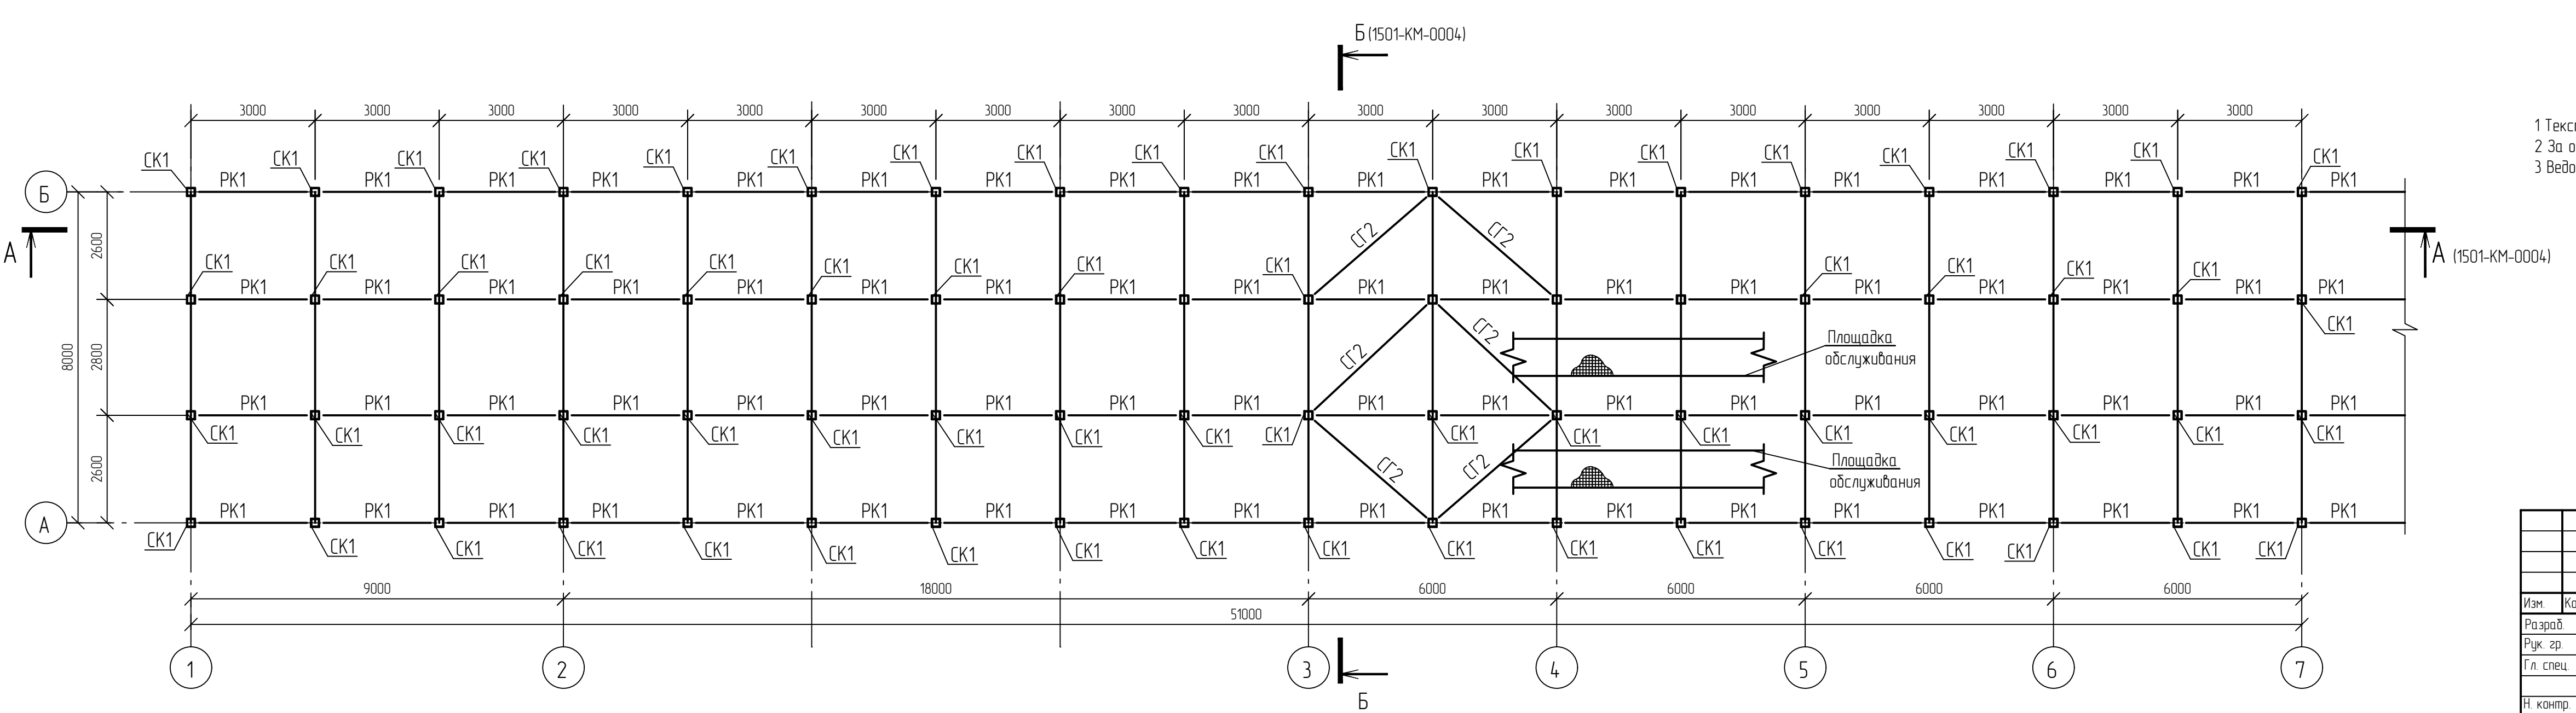 Б (1501-КМ-0004)
3000 3000 3000 3000 3000 3000 3000 3000 3000 3000 3000 3000 3000 3000 3000 3000 3000
1 Текс
2 За о
3 Ведо
СК1 СК1 СК1 СК1 СК1 СК1 СК1 СК1 СК1 СК1 СК1 СК1 СК1 СК1 СК1 СК1 СК1 СК1
РК1 РК1 РК1 РК1 РК1 РК1 РК1 РК1 РК1 РК1 РК1 РК1 РК1 РК1 РК1 РК1 РК1 РК1
Б
А
2600
СГ2 СГ2
А (1501-КМ-0004)
СК1 СК1 СК1 СК1 СК1 СК1 СК1 СК1 СК1 СК1 СК1 СК1 СК1
РК1 РК1 РК1 РК1 РК1 РК1 РК1 РК1 РК1 РК1 РК1 РК1 РК1 РК1 РК1 РК1 РК1 РК1
СК1
8000
2800
СГ2 СГ2
Площадка
обслуживания
РК1 РК1 РК1 РК1 РК1 РК1 РК1 РК1 РК1 РК1 РК1 РК1 РК1 РК1 РК1 РК1 РК1 РК1
СК1 СК1 СК1 СК1 СК1 СК1 СК1 СК1 СК1 СК1 СК1 СК1 СК1 СК1 СК1 СК1 СК1 СК1
2600
СГ2 СГ2
Площадка
обслуживания
РК1 РК1 РК1 РК1 РК1 РК1 РК1 РК1 РК1 РК1 РК1 РК1 РК1 РК1 РК1 РК1 РК1 РК1
А
СК1 СК1 СК1 СК1 СК1 СК1 СК1 СК1 СК1 СК1 СК1 СК1 СК1 СК1 СК1 СК1 СК1 СК1
9000 18000 6000 6000 6000 6000
51000
1 2 3 4 5 6 7
Б
Изм. Ко
Разраб.
Рук. гр.
Гл. спец.
Н. контр.